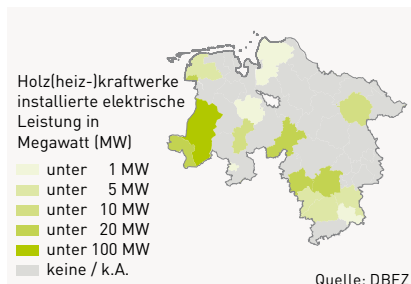 Holz(heiz-)kraftwerke
installierte elektrische
Leistung in
Megawatt (MW)
unter 1 MW
unter 5 MW
unter 10 MW
unter 20 MW
unter 100 MW
keine / k.A.
Quelle: DBFZ